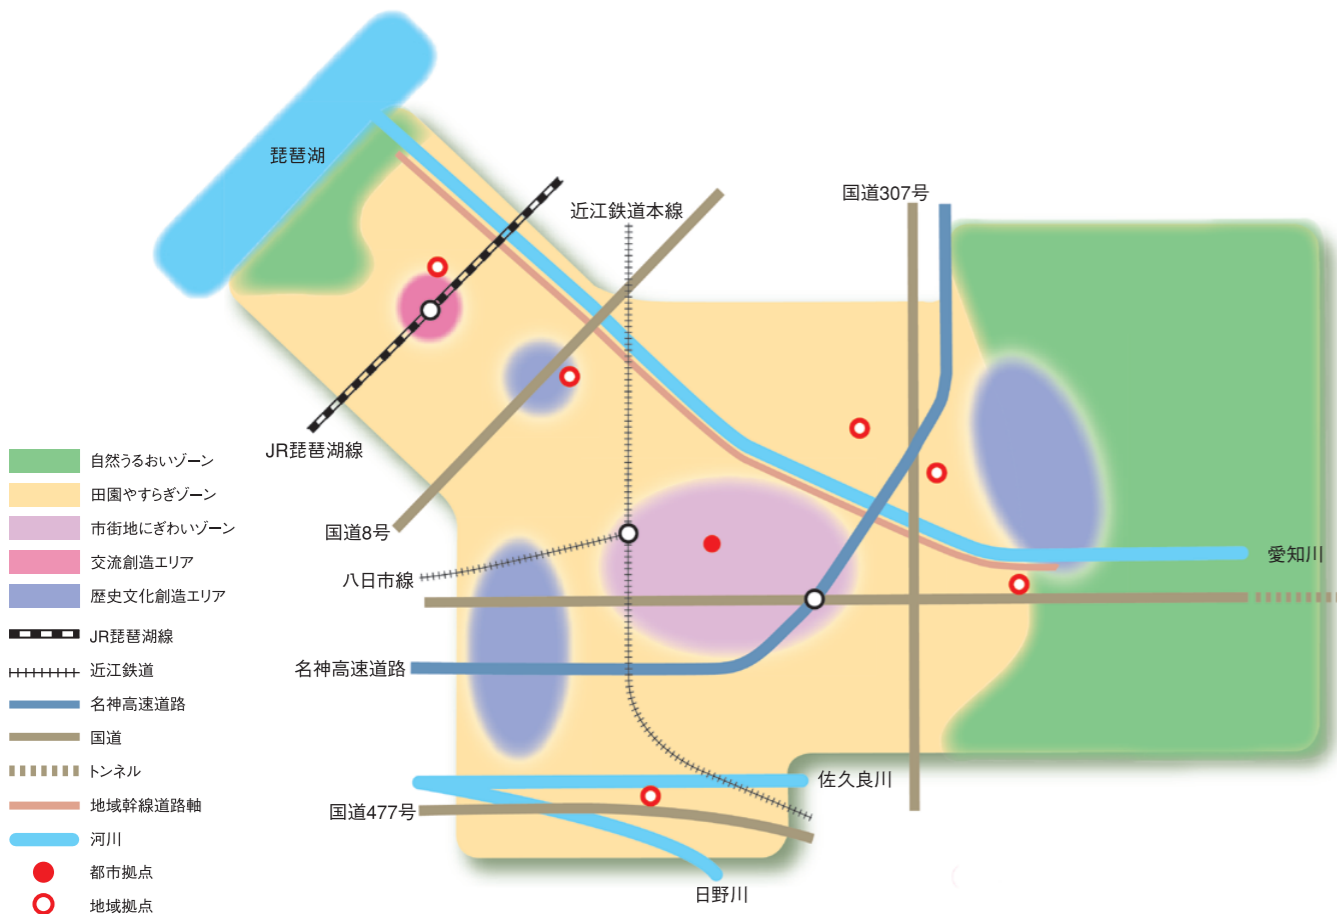 琵琶湖
国道307号
近江鉄道本線
JR琵琶湖線
国道8号
八日市線
愛知川
名神高速道路
佐久良川
国道477号
日野川
自然うるおいゾーン
田園やすらぎゾーン
市街地にぎわいゾーン
交流創造エリア
歴史文化創造エリア
JR琵琶湖線
近江鉄道
名神高速道路
国道
トンネル
地域幹線道路軸
河川
都市拠点
地域拠点